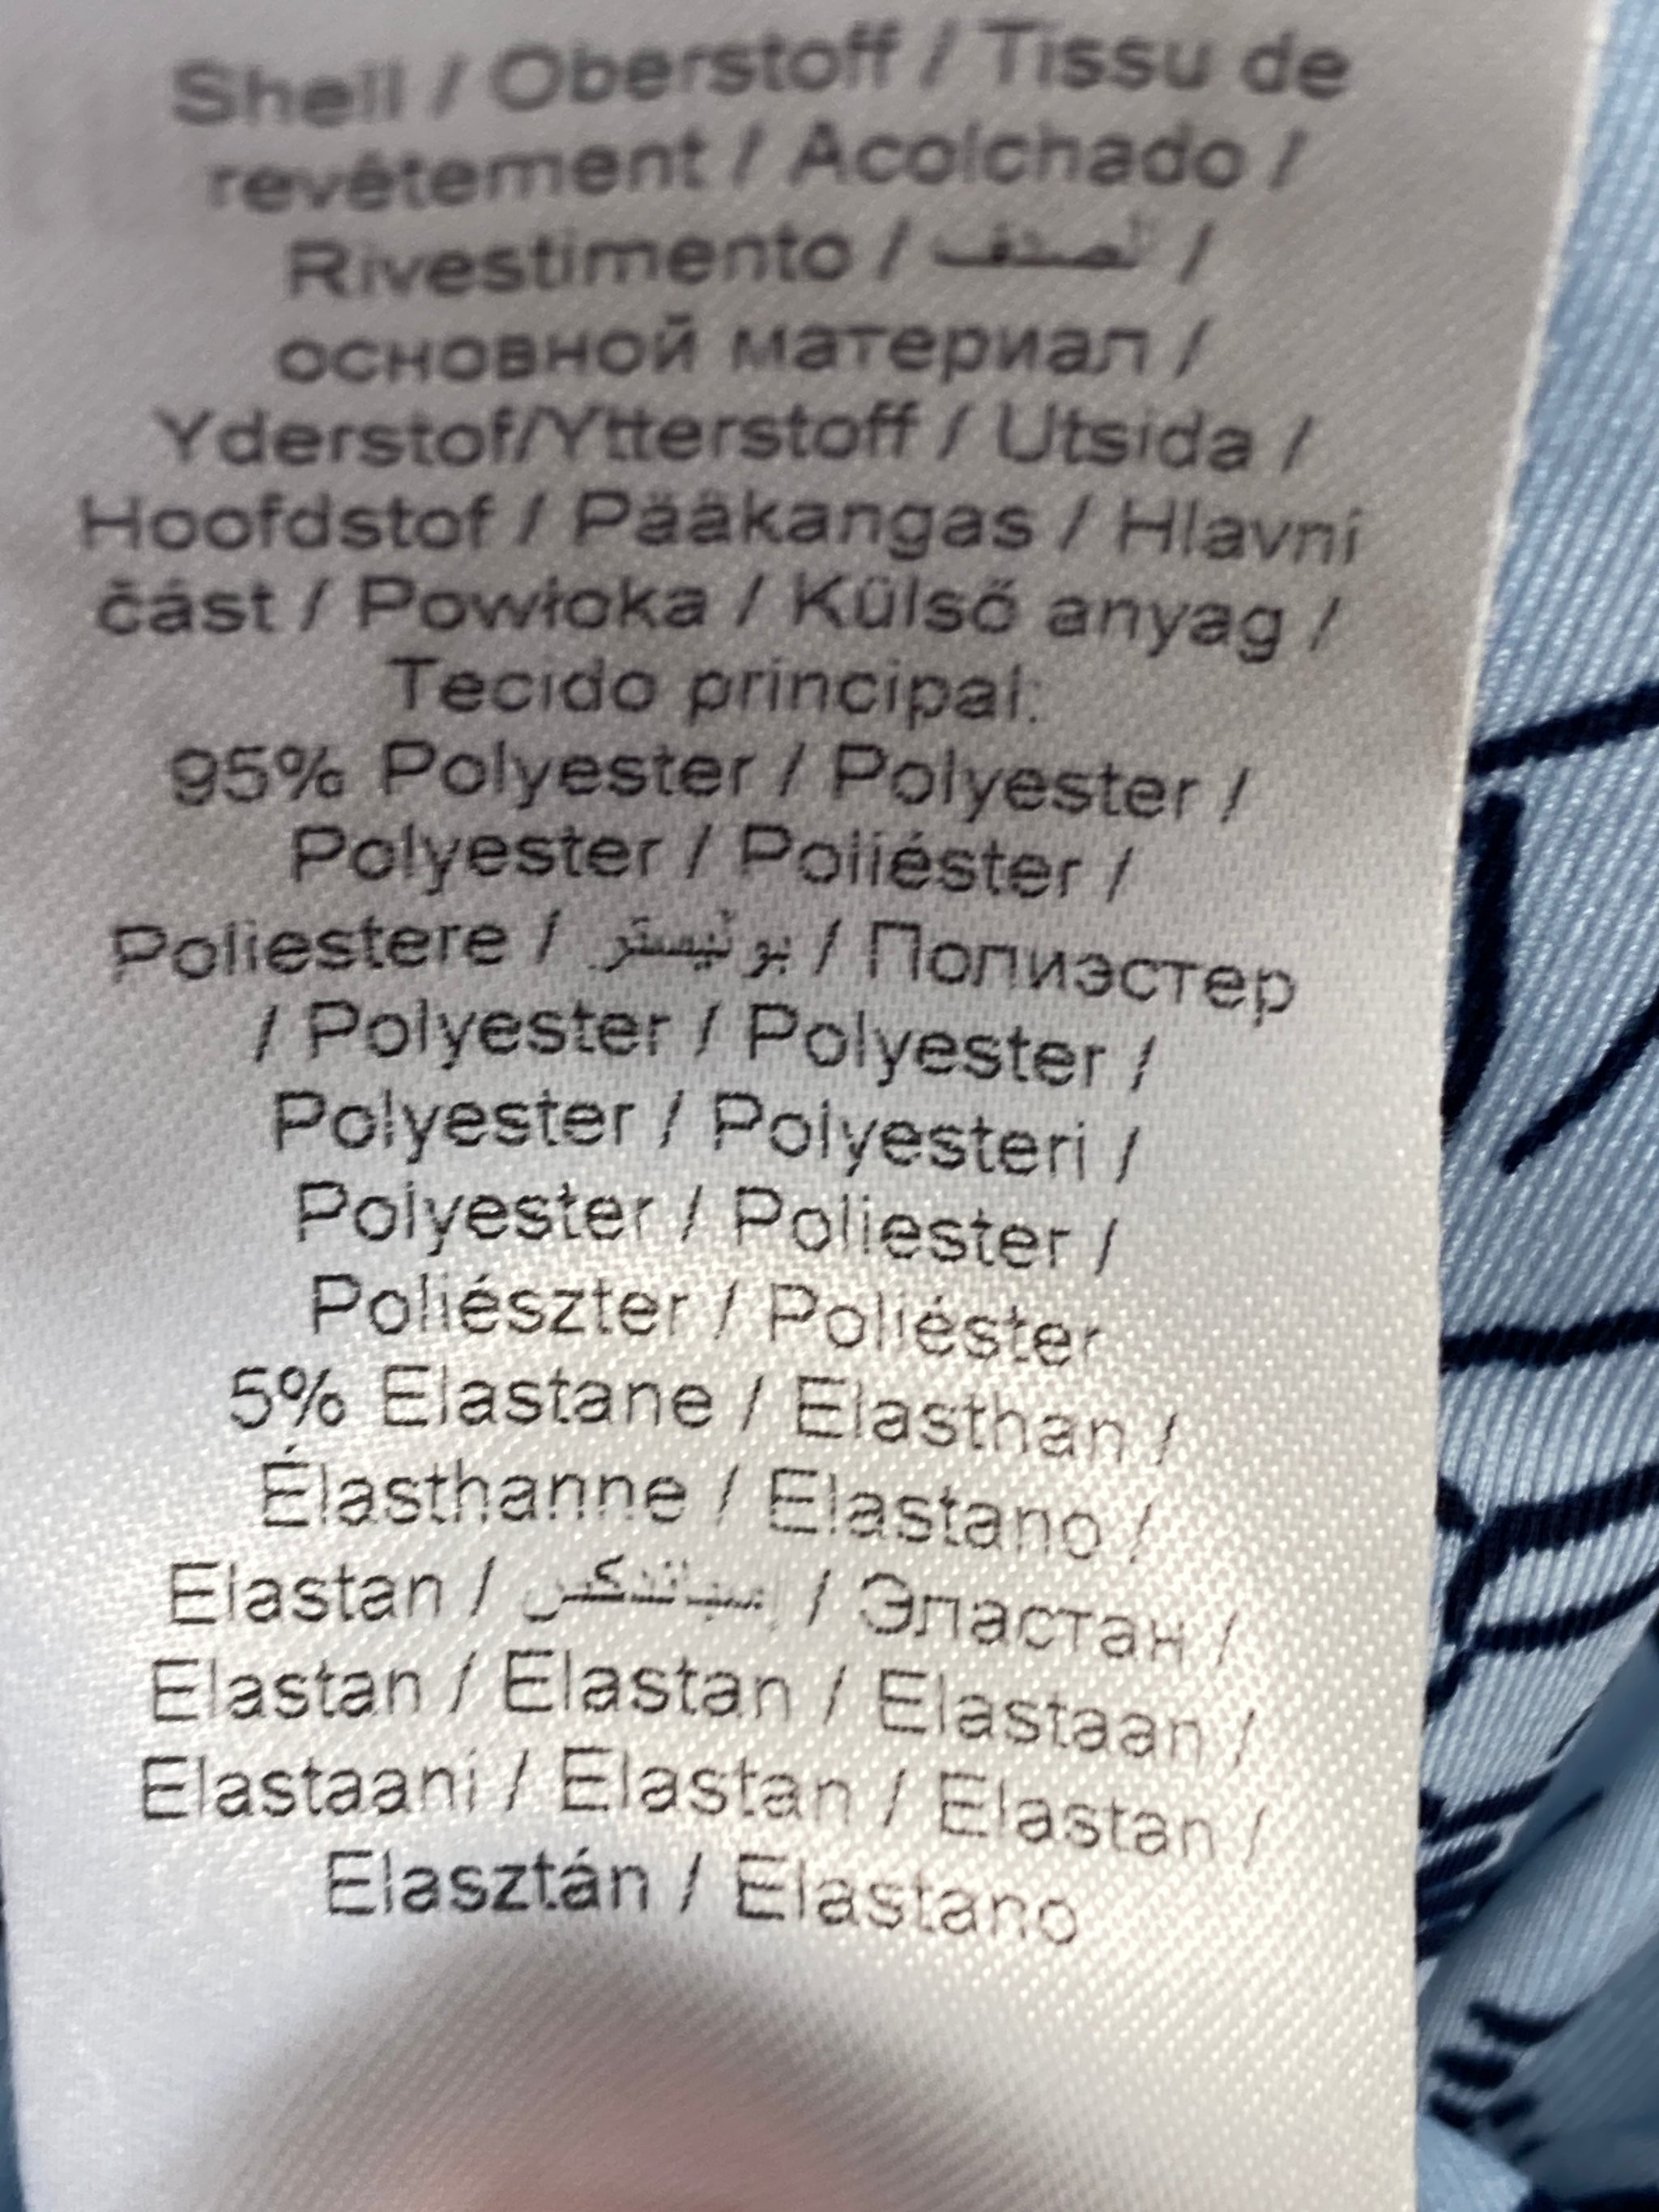 Shell / Oberstoff / Tissu de
revêtement / Acolchado /
Rivestimento / الصدف /
основной материал /
Yderstof/Ytterstoff / Utsida /
Hoofdstof / Pääkangas / Hlavní
část / Powłoka / Külső anyag /
Tecido principal:
95% Polyester / Polyester /
Polyester / Poliéster /
Poliestere / / Полиэстер
/ Polyester / Polyester /
Polyester / Polyesteri /
Polyester / Poliester /
Poliészter / Poliéster
5% Elastane / Elasthan /
Élasthanne / Elastano /
Elastan / / Эластан /
Elastan / Elastan / Elastaan /
Elastaani / Elastan / Elastan /
Elasztán / Elastano